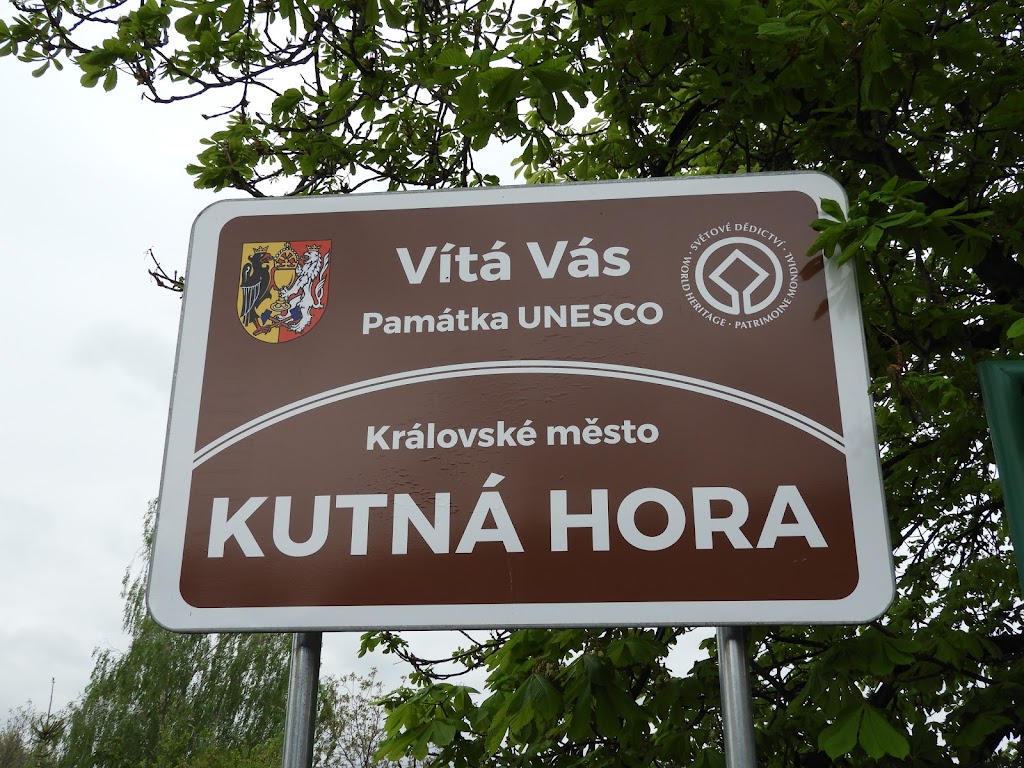 Vítá Vás
Památka UNESCO
· SVĚTOVÉ DĚDICTVÍ · WORLD HERITAGE · PATRIMOINE MONDIAL
Královské město
KUTNÁ HORA